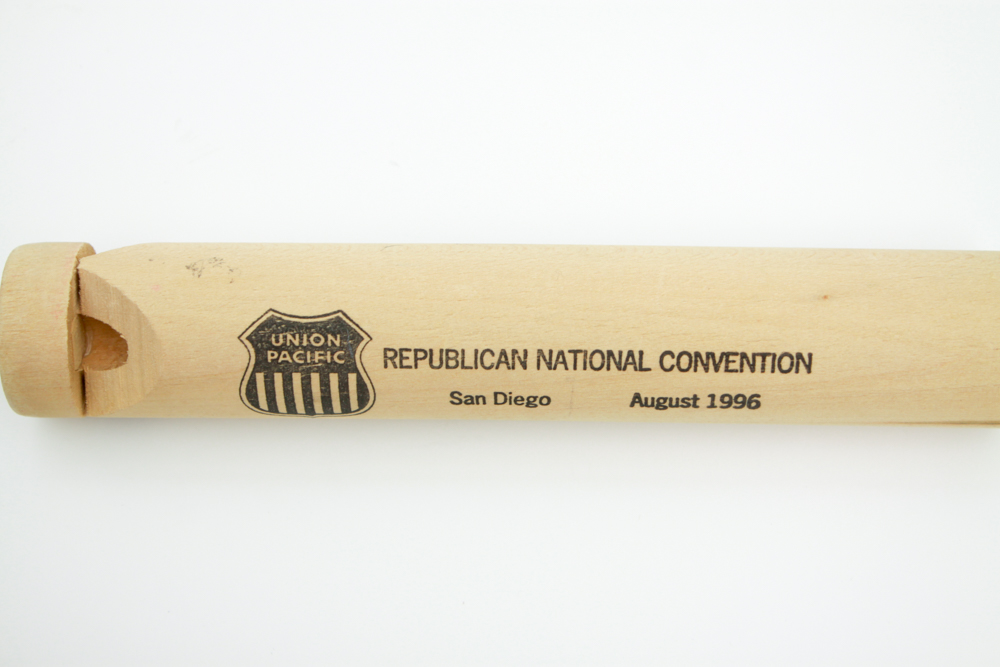 UNION
PACIFIC
REPUBLICAN NATIONAL CONVENTION
San Diego August 1996